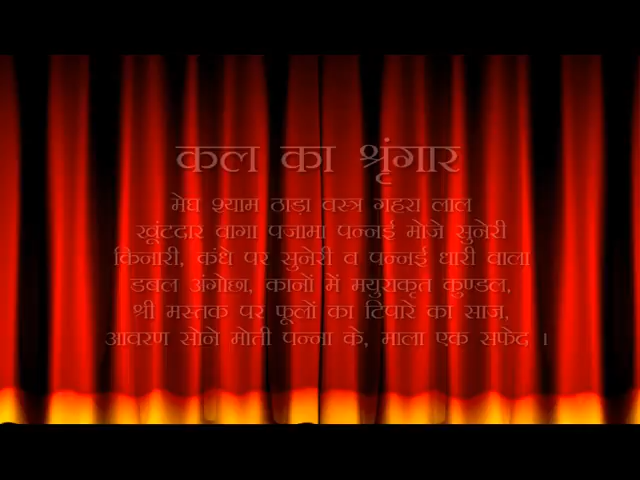 कल का श्रृंगार
मेघ श्याम ठाड़ा वस्त्र गहरा लाल
खूंटदार वागा पजामा पन्नई मोजे सुनेरी
किनारी, कंधे पर सुनेरी व पन्नई धारी वाला
डबल अंगोछा, कानों में मयुराकृत कुण्डल,
श्री मस्तक पर फूलों का टिपारे का साज,
आवरण सोने मोती पन्ना के, माला एक सफेद ।